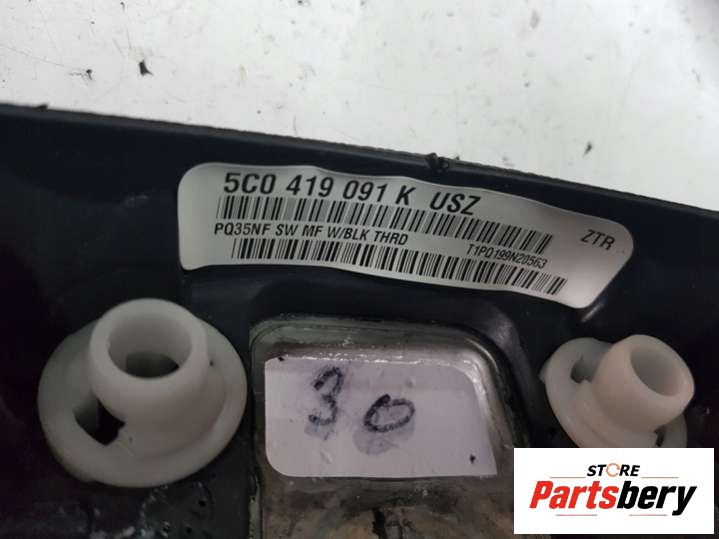 5C0 419 091 K USZ
PQ35NF SW MF W/BLK THRD
T1PQ199N20563
ZTR
30
STORE
Partsbery